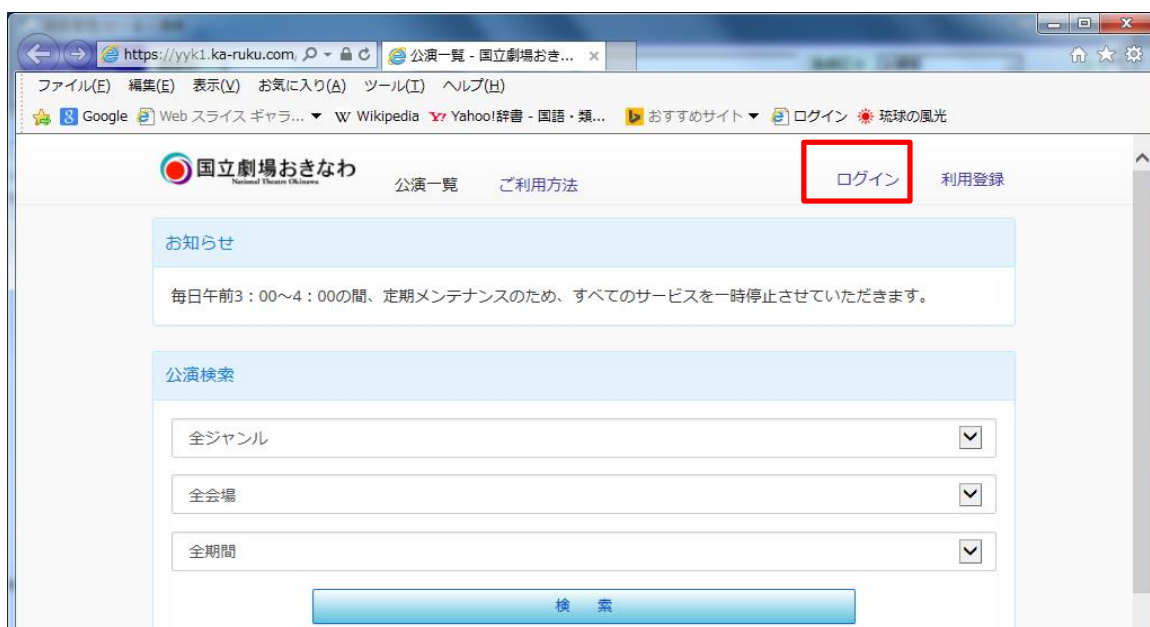 https://yyk1.ka-ruku.com,
公演一覧 - 国立劇場おき...
ファイル(F) 編集(E) 表示(V) お気に入り(A) ツール(T) ヘルプ(H)
Google Web スライス ギャラ... Wikipedia Yahoo!辞書 - 国語・類... おすすめサイト ログイン 琉球の風光
国立劇場おきなわ
National Theatre Okinawa
公演一覧 ご利用方法 ログイン 利用登録
お知らせ
毎日午前3：00～4：00の間、定期メンテナンスのため、すべてのサービスを一時停止させていただきます。
公演検索
全ジャンル
全会場
全期間
検 索